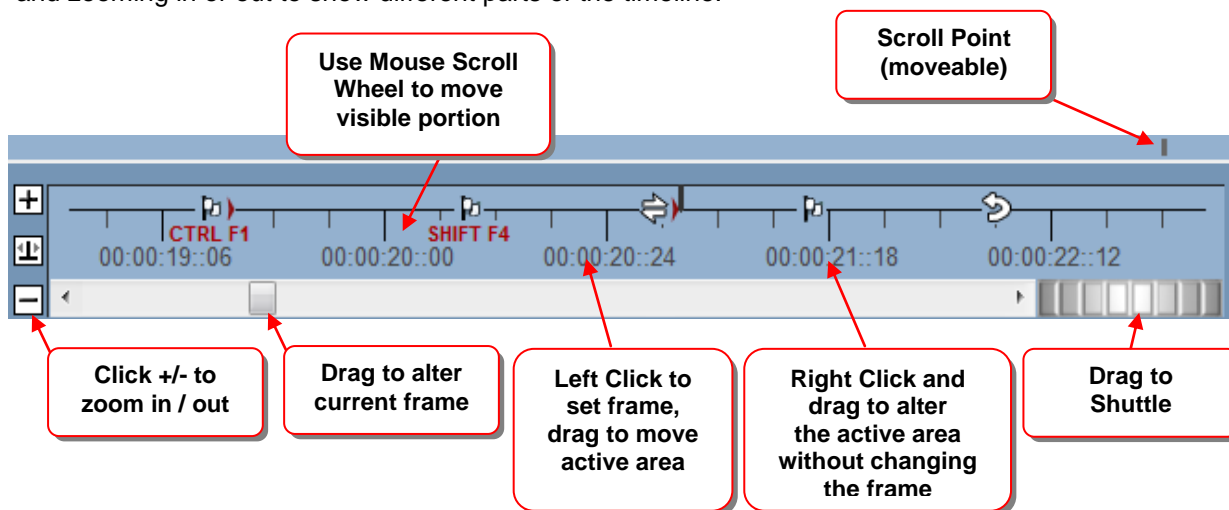 and zooming in or out to show different parts of the timeline.
Scroll Point
(moveable)
Use Mouse Scroll
Wheel to move
visible portion
CTRL F1
SHIFT F4
00:00:19::06
00:00:20::00
00:00:20::24
00:00:21::18
00:00:22::12
Click +/- to
zoom in / out
Drag to alter
current frame
Left Click to
set frame,
drag to move
active area
Right Click and
drag to alter
the active area
without changing
the frame
Drag to
Shuttle